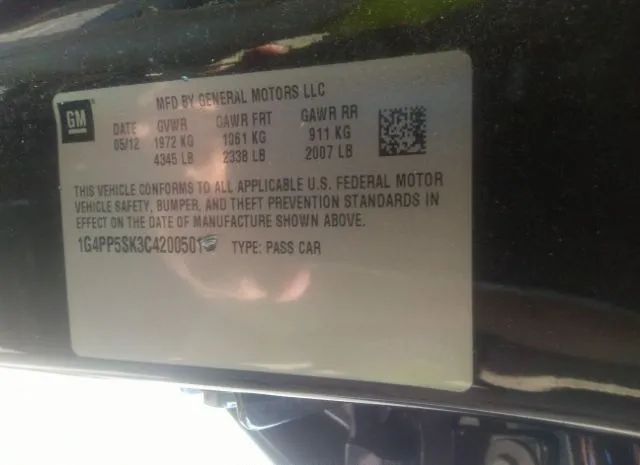 MFD BY GENERAL MOTORS LLC
GM
DATE GVWR GAWR FRT GAWR RR
05/12 1972 KG 1061 KG 911 KG
4345 LB 2338 LB 2007 LB
THIS VEHICLE CONFORMS TO ALL APPLICABLE U.S. FEDERAL MOTOR
VEHICLE SAFETY, BUMPER, AND THEFT PREVENTION STANDARDS IN
EFFECT ON THE DATE OF MANUFACTURE SHOWN ABOVE.
TYPE: PASS CAR